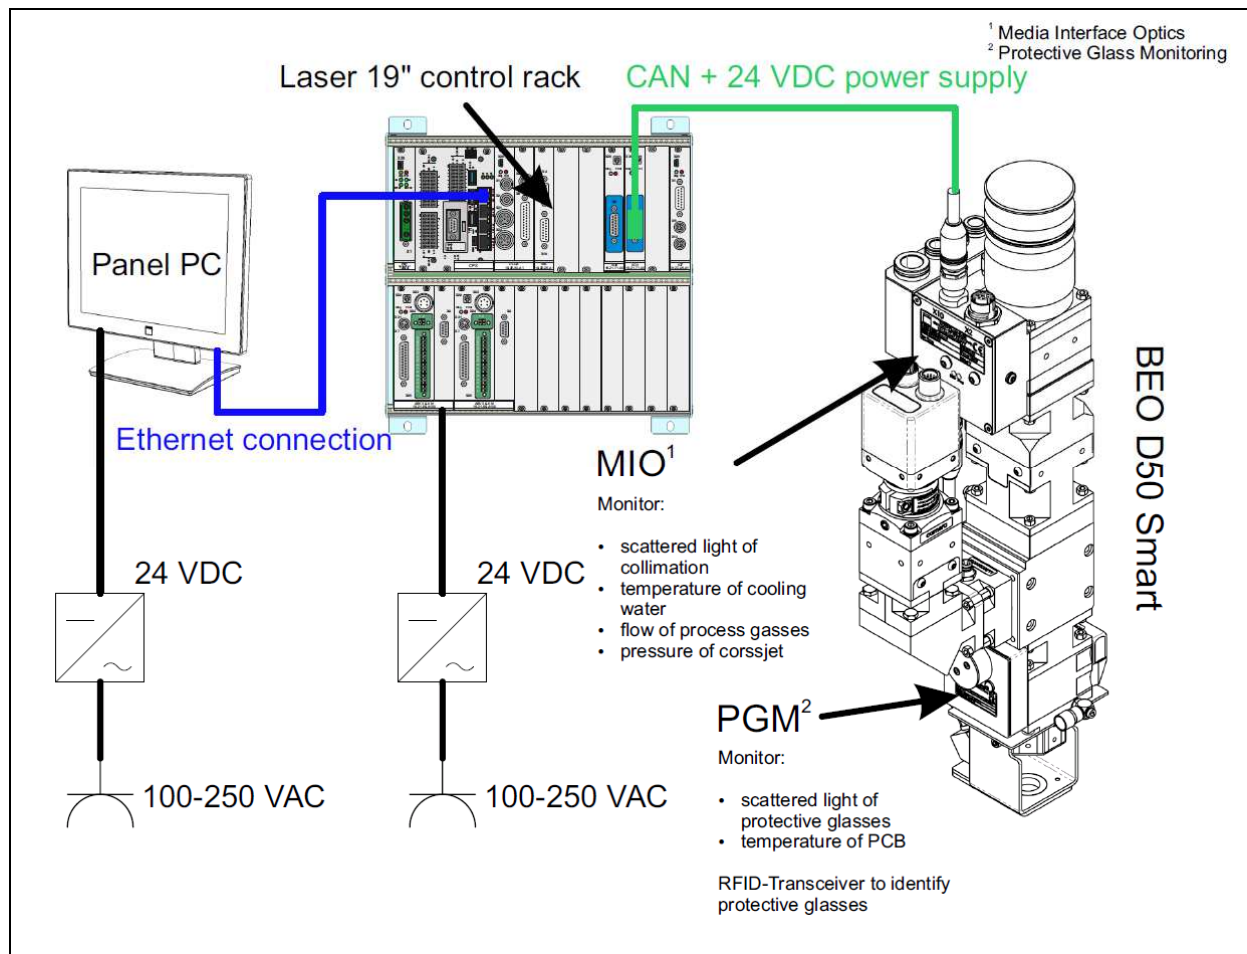 ¹ Media Interface Optics
² Protective Glass Monitoring
Laser 19" control rack
CAN + 24 VDC power supply
Panel PC
Ethernet connection
MIO¹
Monitor:
• scattered light of
collimation
• temperature of cooling
water
• flow of process gasses
• pressure of corssjet
BEO D50 Smart
24 VDC
24 VDC
PGM²
Monitor:
• scattered light of
protective glasses
• temperature of PCB
RFID-Transceiver to identify
protective glasses
100-250 VAC
100-250 VAC